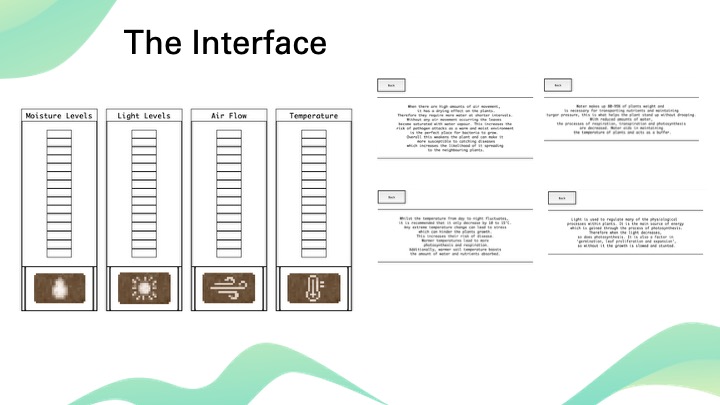 The Interface
Moisture Levels
Light Levels
Air Flow
Temperature
Back
When there are high amounts of air movement,
it has a drying effect on the plants.
Therefore they require more water at shorter intervals.
Without any air movement occurring the leaves
become saturated with water vapour. This increases the
risk of pathogen attacks as a warm and moist environment
is the perfect place for bacteria to grow.
Overall this weakens the plant and can make it
more susceptible to catching diseases
which increases the likelihood of it spreading
to the neighbouring plants.
Back
Water makes up 80-95% of plants weight and
is necessary for transporting nutrients and maintaining
turgor pressure, this is what helps the plant stand up without drooping.
With reduced amounts of water,
the processes of respiration, transpiration and photosynthesis
are decreased. Water aids in maintaining
the temperature of plants and acts as a buffer.
Back
Whilst the temperature from day to night fluctuates,
it is recommended that it only decrease by 10 to 15°C.
Any extreme temperature change can lead to stress
which can hinder the plants growth.
This increases their risk of disease.
Warmer temperatures lead to more
photosynthesis and respiration.
Additionally, warmer soil temperature boosts
the amount of water and nutrients absorbed.
Back
Light is used to regulate many of the physiological
processes within plants. It is the main source of energy
which is gained through the process of photosynthesis.
Therefore when the light decreases,
so does photosynthesis. It is also a factor in
'germination, leaf proliferation and expansion',
so without it the growth is slowed and stunted.